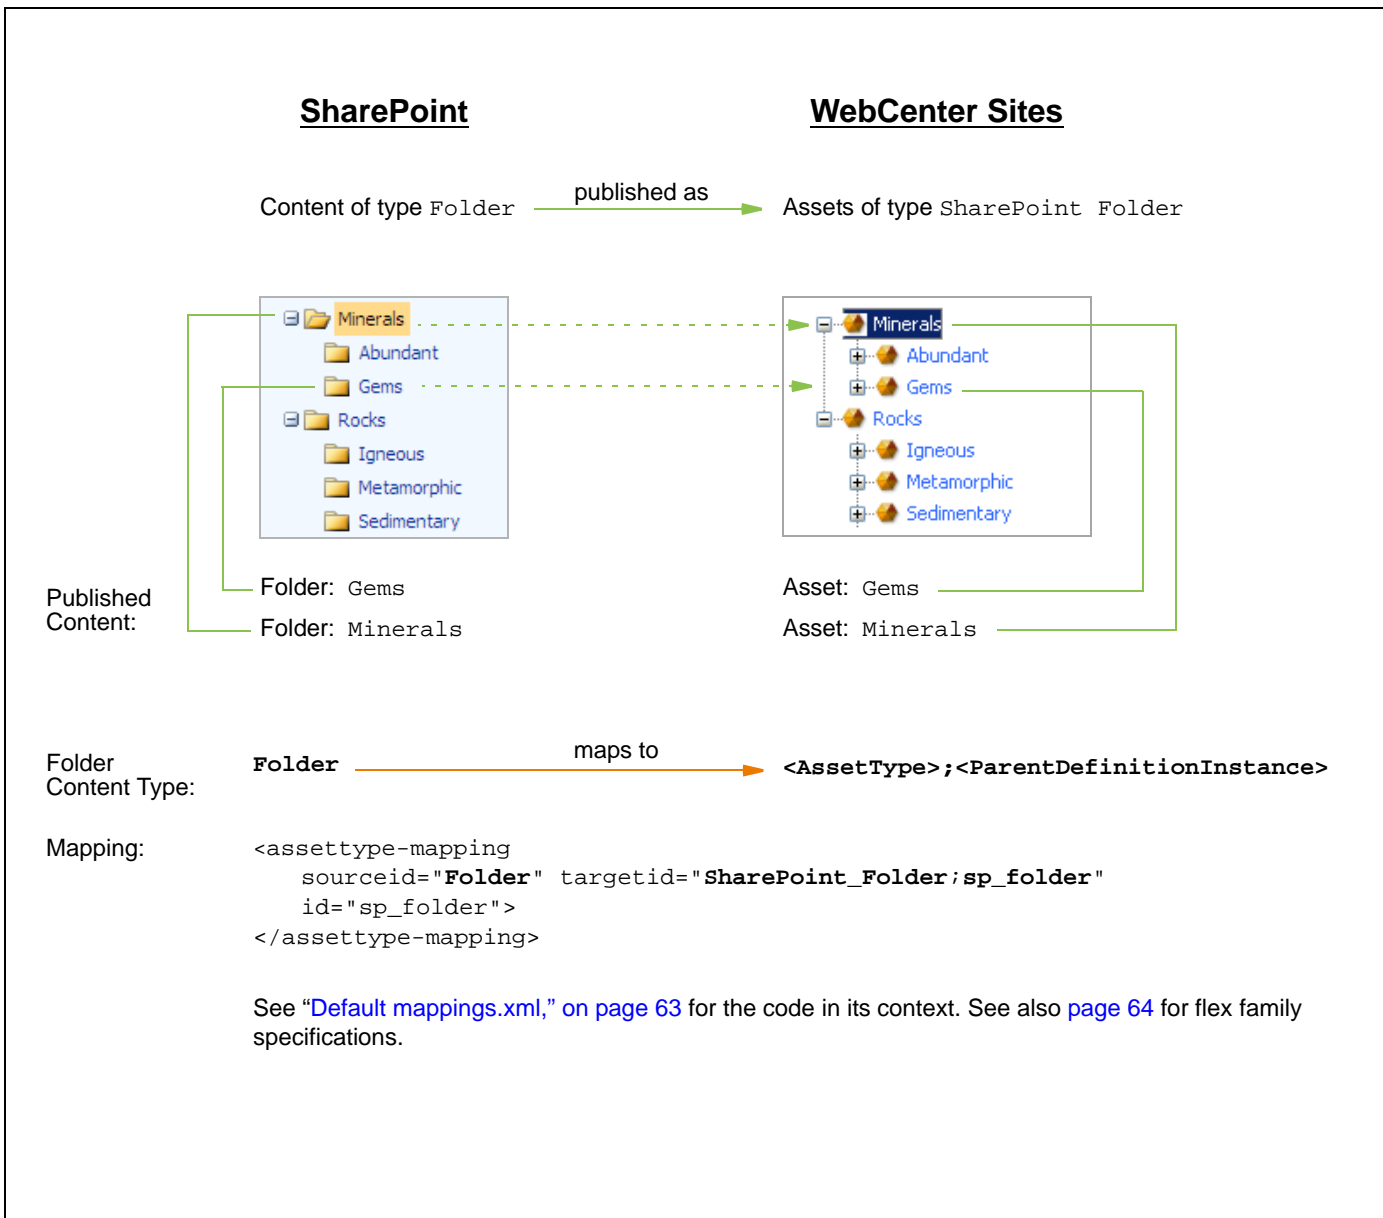 SharePoint
WebCenter Sites
Content of type Folder
published as
Assets of type SharePoint Folder
Minerals
Abundant
Gems
Rocks
Igneous
Metamorphic
Sedimentary
Minerals
Abundant
Gems
Rocks
Igneous
Metamorphic
Sedimentary
Published
Content:
Folder: Gems
Folder: Minerals
Asset: Gems
Asset: Minerals
Folder
Content Type:
Folder
maps to
<AssetType>;<ParentDefinitionInstance>
Mapping:
<assettype-mapping
sourceid="Folder" targetid="SharePoint_Folder;sp_folder"
id="sp_folder">
</assettype-mapping>
See “Default mappings.xml,” on page 63 for the code in its context. See also page 64 for flex family
specifications.